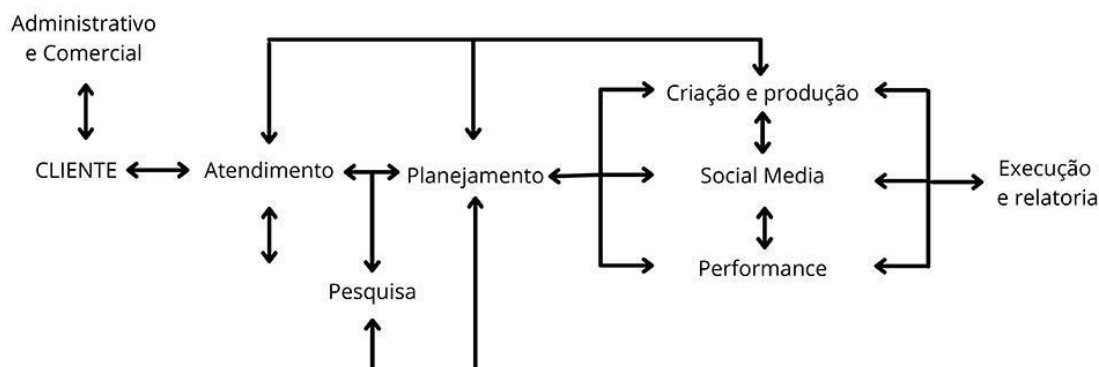 Administrativo
e Comercial
CLIENTE
Atendimento
Planejamento
Pesquisa
Criação e produção
Social Media
Performance
Execução
e relatoria